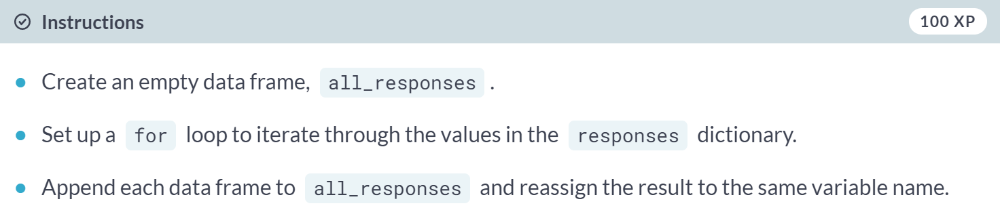 Instructions 100 XP
Create an empty data frame, all_responses .
Set up a for loop to iterate through the values in the responses dictionary.
Append each data frame to all_responses and reassign the result to the same variable name.